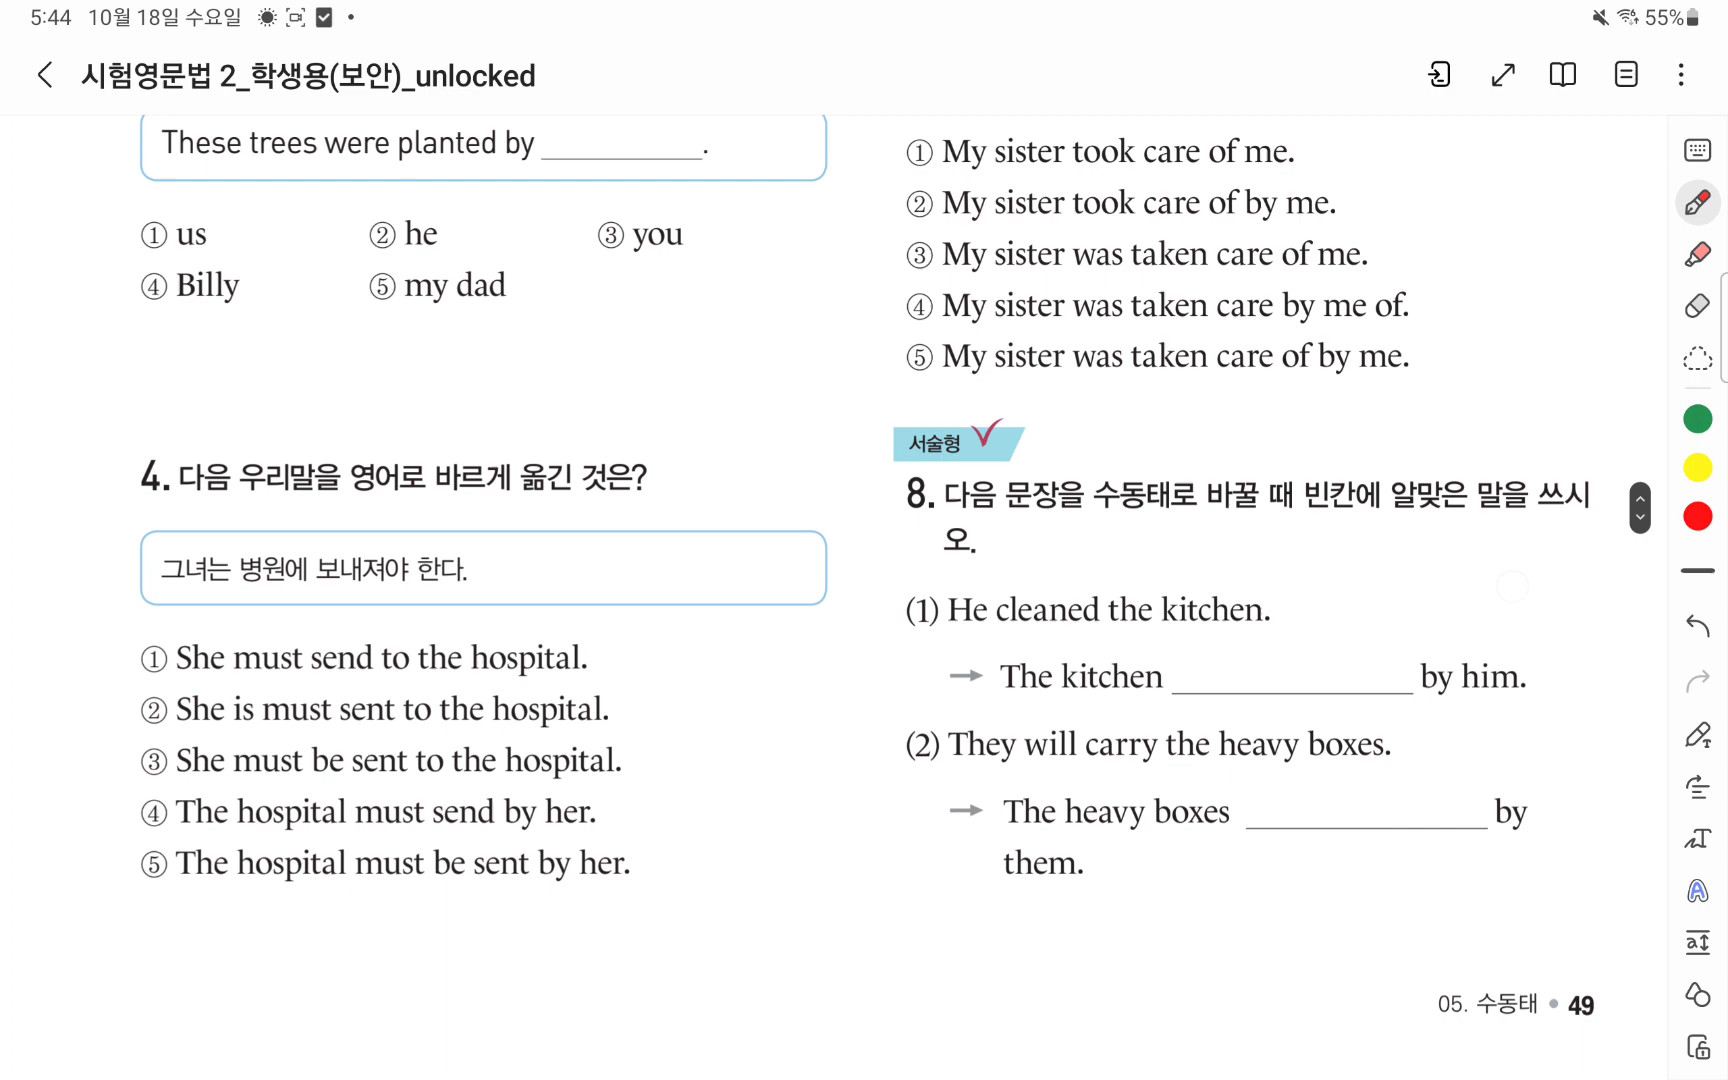 5:44 10월 18일 수요일
55%
시험영문법 2_학생용(보안)_unlocked
These trees were planted by ____________.
① us ② he ③ you
④ Billy ⑤ my dad
4. 다음 우리말을 영어로 바르게 옮긴 것은?
그녀는 병원에 보내져야 한다.
① She must send to the hospital.
② She is must sent to the hospital.
③ She must be sent to the hospital.
④ The hospital must send by her.
⑤ The hospital must be sent by her.
① My sister took care of me.
② My sister took care of by me.
③ My sister was taken care of me.
④ My sister was taken care by me of.
⑤ My sister was taken care of by me.
서술형
8. 다음 문장을 수동태로 바꿀 때 빈칸에 알맞은 말을 쓰시
오.
(1) He cleaned the kitchen.
→ The kitchen ______________ by him.
(2) They will carry the heavy boxes.
→ The heavy boxes ______________ by
them.
05. 수동태 • 49